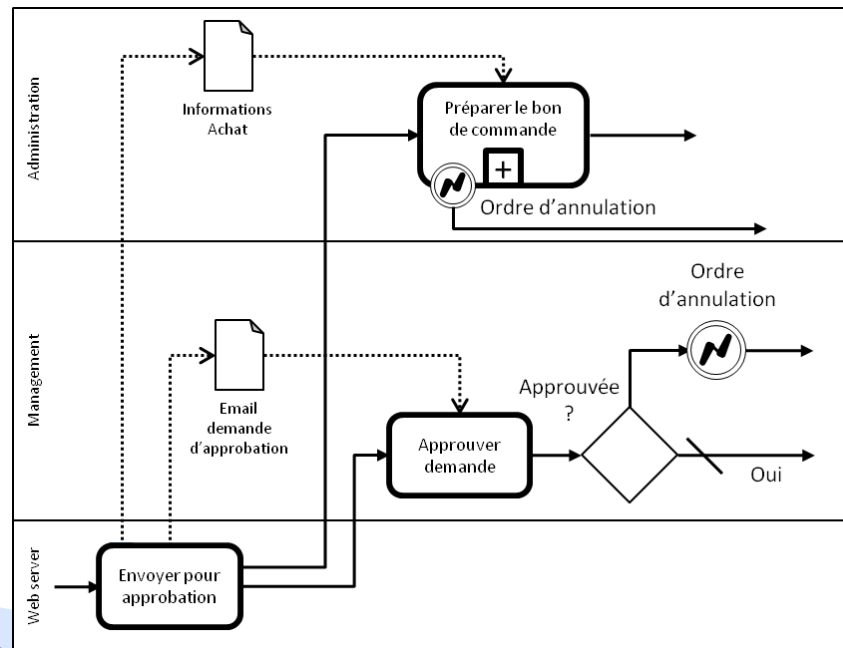 Administration
Informations
Achat
Préparer le bon
de commande
+
Ordre d'annulation
Management
Ordre
d'annulation
Approuvée
?
Email
demande
d'approbation
Approuver
demande
Oui
Web server
Envoyer pour
approbation